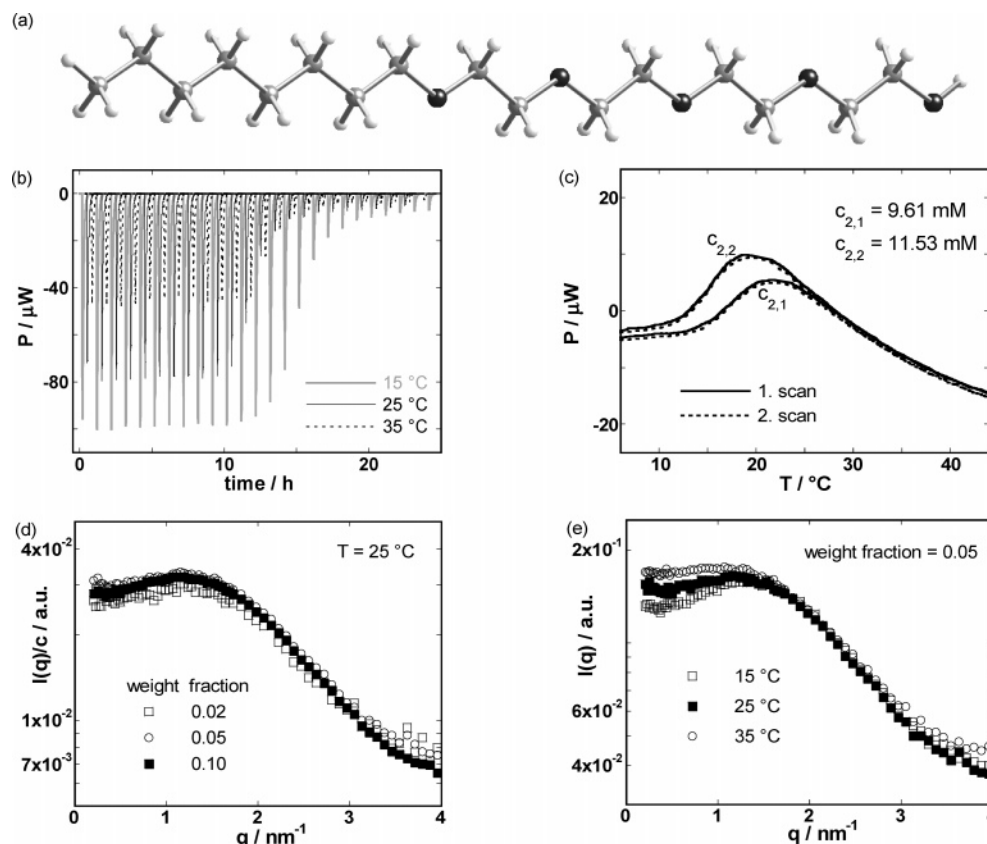 (a)
(b)
P / μW
0
-40
-80
15 °C
25 °C
35 °C
0
10
20
time / h
(c)
P / μW
20
0
-20
c2,1 = 9.61 mM
c2,2 = 11.53 mM
c2,2
c2,1
1. scan
2. scan
10
20
30
40
T / °C
(d)
I(q)/c / a.u.
4x10⁻²
1x10⁻²
7x10⁻³
T = 25 °C
weight fraction
0.02
0.05
0.10
0
1
2
3
4
q / nm⁻¹
(e)
I(q) / a.u.
2x10⁻¹
6x10⁻²
4x10⁻²
weight fraction = 0.05
15 °C
25 °C
35 °C
0
1
2
3
4
q / nm⁻¹